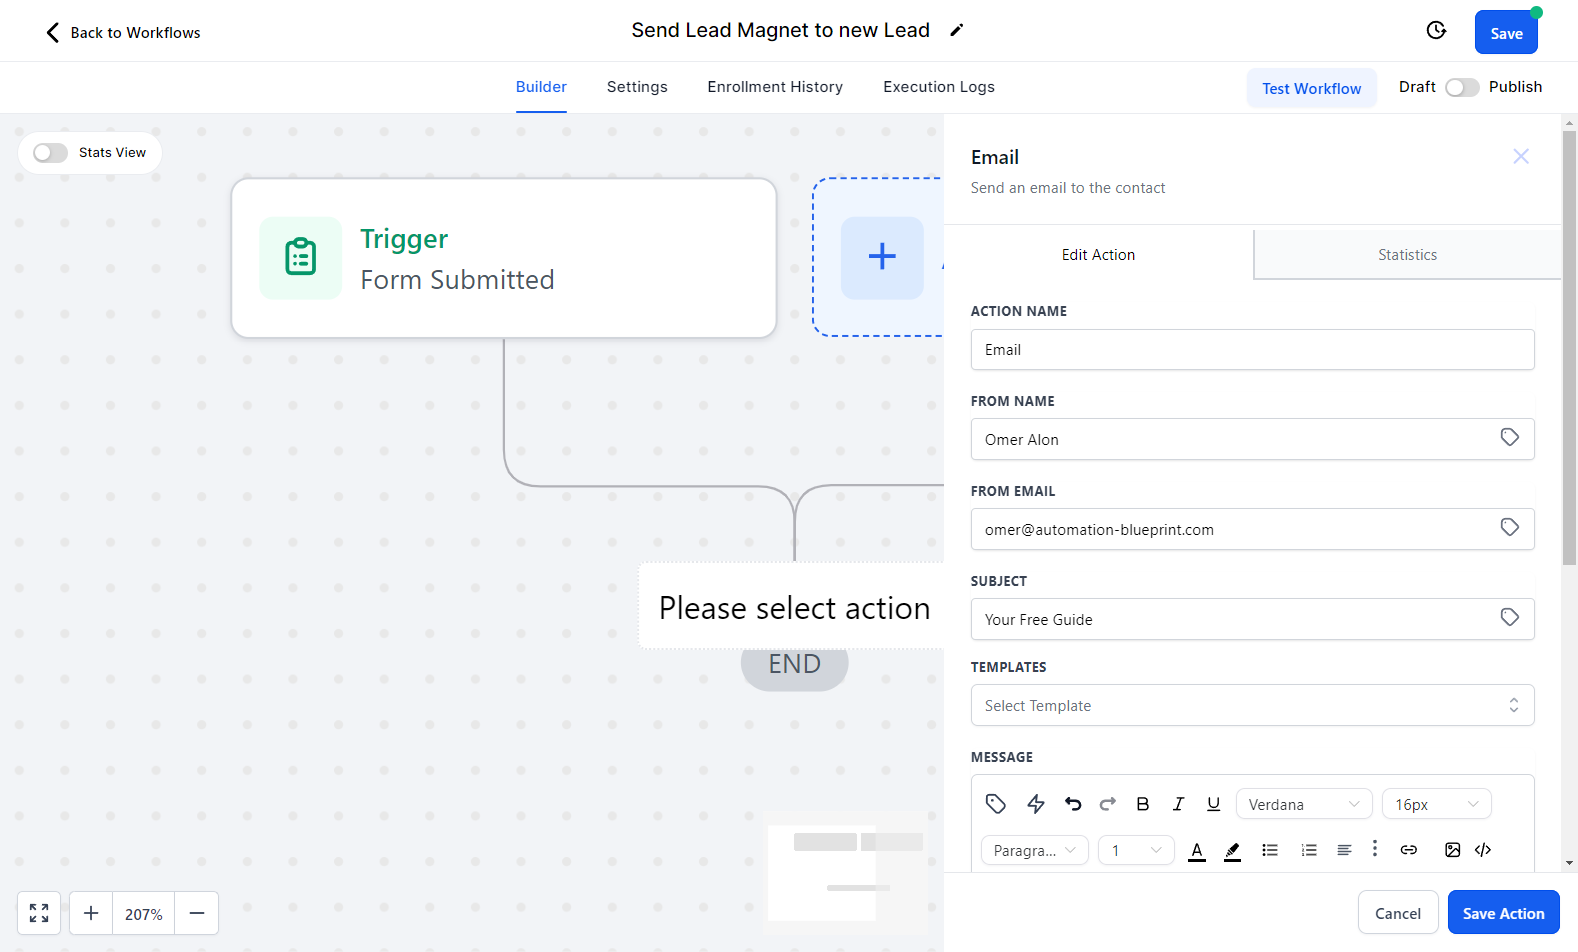 Back to Workflows
Send Lead Magnet to new Lead
Save
Builder
Settings
Enrollment History
Execution Logs
Test Workflow
Draft
Publish
Stats View
Trigger
Form Submitted
Please select action
END
207%
Email
Send an email to the contact
Edit Action
Statistics
ACTION NAME
Email
FROM NAME
Omer Alon
FROM EMAIL
omer@automation-blueprint.com
SUBJECT
Your Free Guide
TEMPLATES
Select Template
MESSAGE
B I U Verdana 16px
Paragra... 1 A
Cancel
Save Action